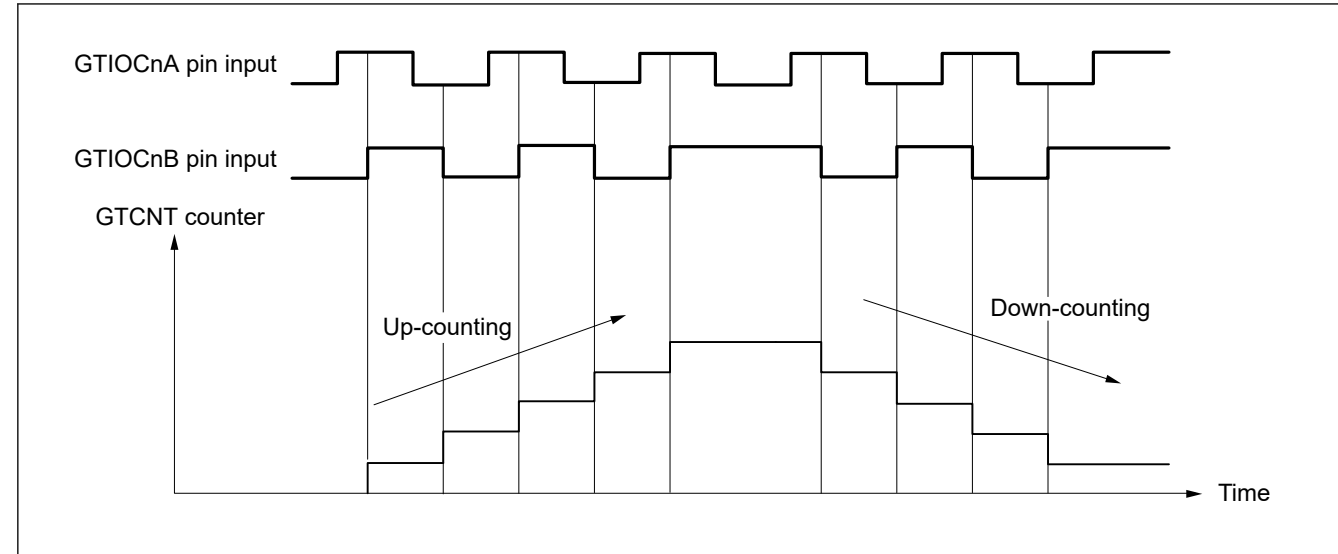 GTIOCnA pin input
GTIOCnB pin input
GTCNT counter
Up-counting
Down-counting
Time